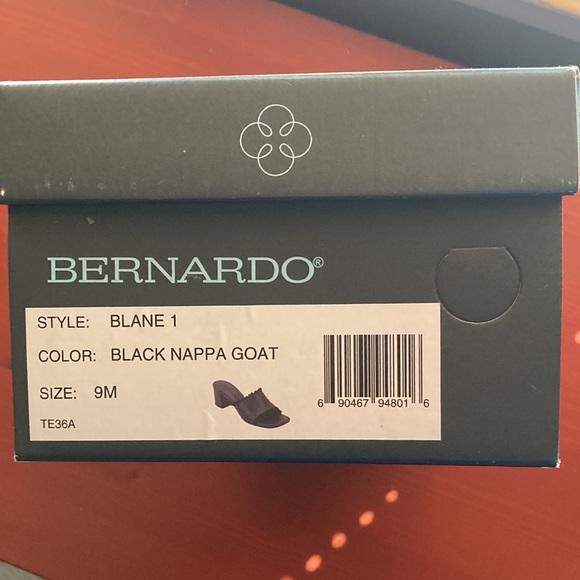 BERNARDO®
STYLE: BLANE 1
COLOR: BLACK NAPPA GOAT
SIZE: 9M
TE36A
6 90467 94801 6